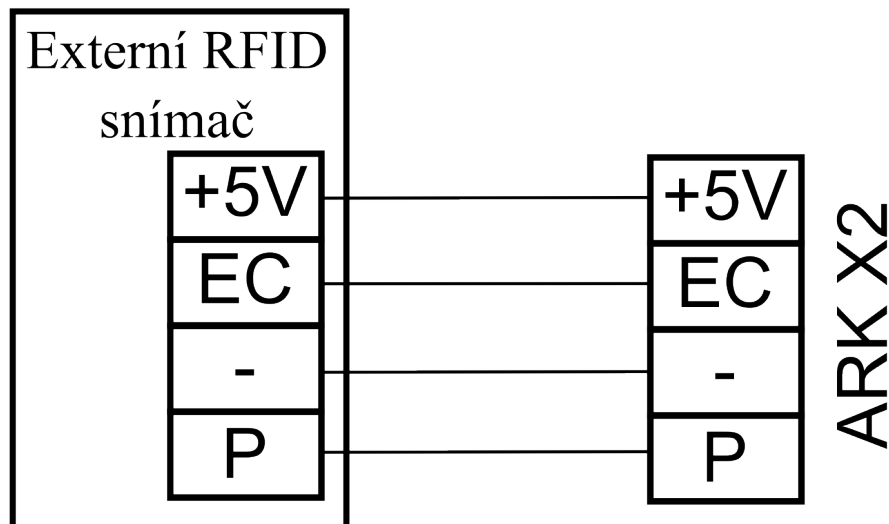 Externí RFID
snímač
+5V
EC
-
P
+5V
EC
-
P
ARK X2